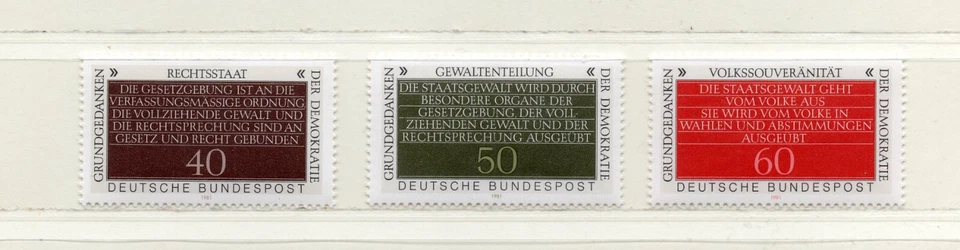 » RECHTSSTAAT «
GRUNDGEDANKEN
DIE GESETZGEBUNG IST AN DIE
VERFASSUNGSMÄSSIGE ORDNUNG
DIE VOLLZIEHENDE GEWALT UND
DIE RECHTSPRECHUNG SIND AN
GESETZ UND RECHT GEBUNDEN
40
DER DEMOKRATIE
DEUTSCHE BUNDESPOST
1981
» GEWALTENTEILUNG «
GRUNDGEDANKEN
DIE STAATSGEWALT WIRD DURCH
BESONDERE ORGANE DER
GESETZGEBUNG DER VOLL-
ZIEHENDEN GEWALT UND DER
RECHTSPRECHUNG AUSGEÜBT
50
DER DEMOKRATIE
DEUTSCHE BUNDESPOST
1981
» VOLKSSOUVERÄNITÄT «
GRUNDGEDANKEN
DIE STAATSGEWALT GEHT
VOM VOLKE AUS
SIE WIRD VOM VOLKE IN
WAHLEN UND ABSTIMMUNGEN
AUSGEÜBT
60
DER DEMOKRATIE
DEUTSCHE BUNDESPOST
1981